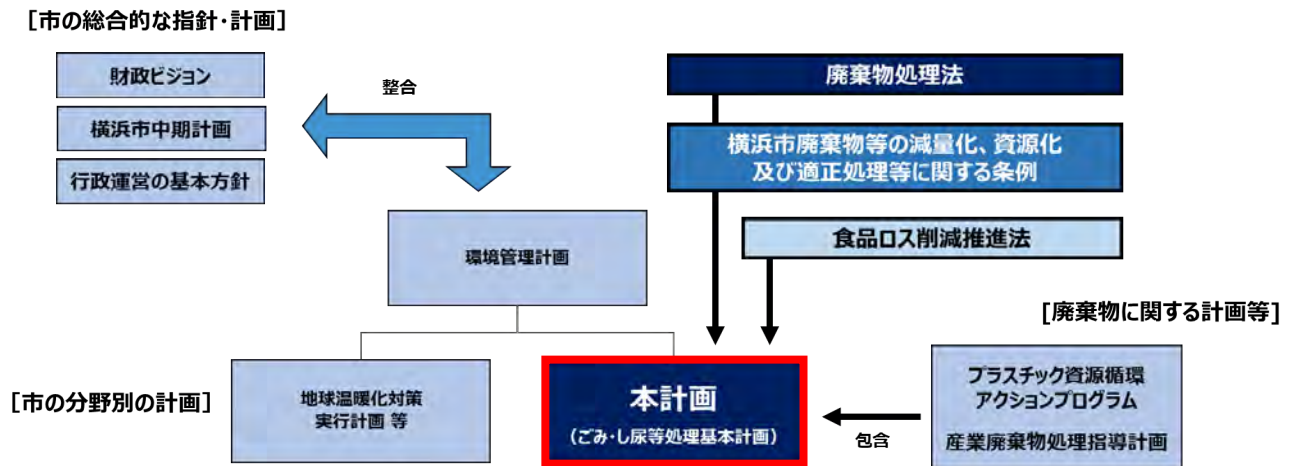 [市の総合的な指針・計画]
財政ビジョン
横浜市中期計画
行政運営の基本方針
整合
廃棄物処理法
横浜市廃棄物等の減量化、資源化
及び適正処理等に関する条例
食品ロス削減推進法
環境管理計画
[廃棄物に関する計画等]
[市の分野別の計画]
地球温暖化対策
実行計画 等
本計画
（ごみ・し尿等処理基本計画）
包含
プラスチック資源循環
アクションプログラム
産業廃棄物処理指導計画